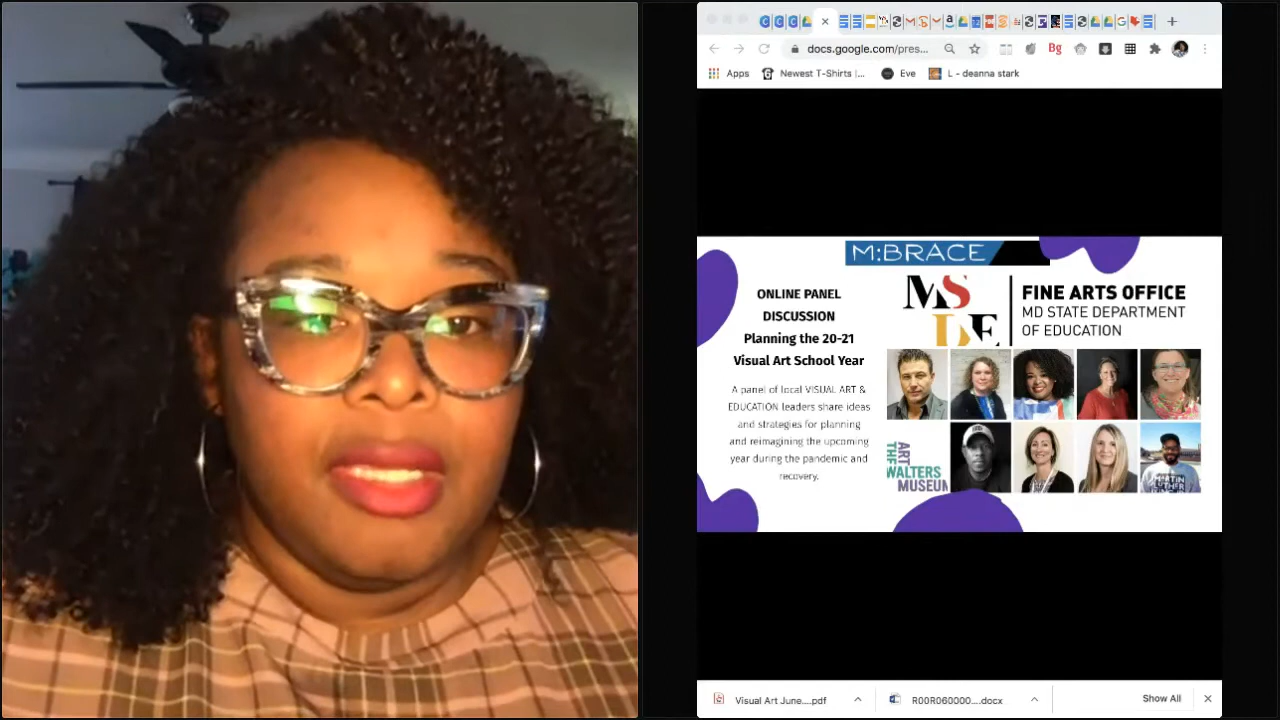 docs.google.com/pres...
Bg
Apps
Newest T-Shirts |...
Eve
L - deanna stark
M:BRACE
ONLINE PANEL
DISCUSSION
Planning the 20-21
Visual Art School Year
A panel of local VISUAL ART &
EDUCATION leaders share ideas
and strategies for planning
and reimagining the upcoming
year during the pandemic and
recovery.
MSDE
FINE ARTS OFFICE
MD STATE DEPARTMENT
OF EDUCATION
THE
WALTERS
ART
MUSEUM
Visual Art June....pdf
R00R060000....docx
Show All